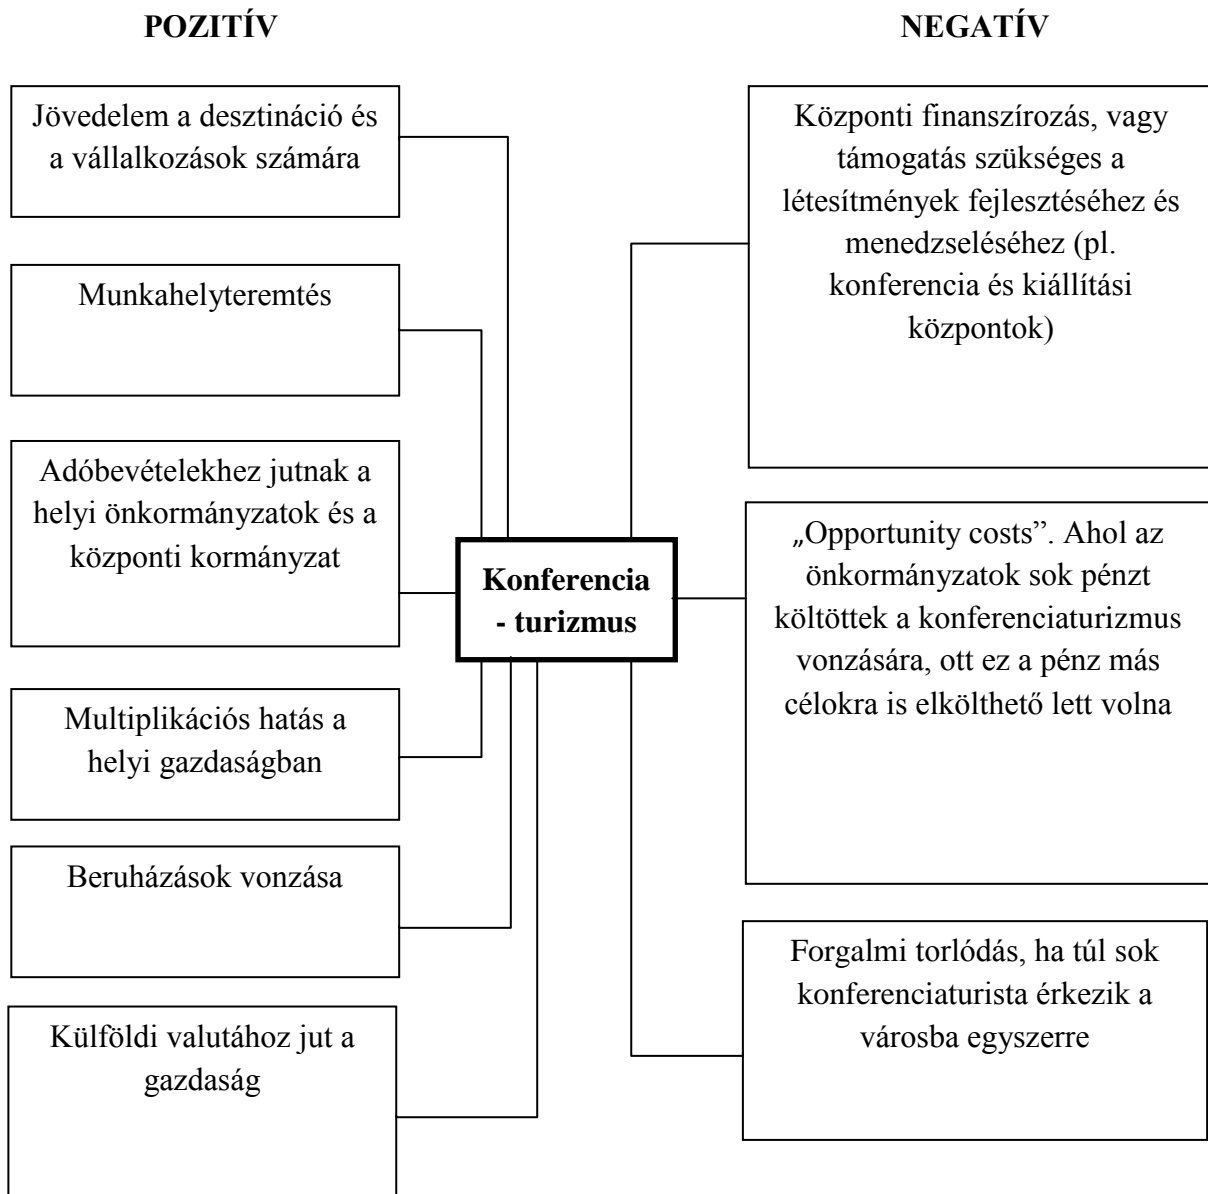 POZITÍV
Jövedelem a desztináció és
a vállalkozások számára
Munkahelyteremtés
Adóbevételekhez jutnak a
helyi önkormányzatok és a
központi kormányzat
Multiplikációs hatás a
helyi gazdaságban
Beruházások vonzása
Külföldi valutához jut a
gazdaság
Konferencia
- turizmus
NEGATÍV
Központi finanszírozás, vagy
támogatás szükséges a
létesítmények fejlesztéséhez és
menedzseléséhez (pl.
konferencia és kiállítási
központok)
„Opportunity costs”. Ahol az
önkormányzatok sok pénzt
költöttek a konferenciaturizmus
vonzására, ott ez a pénz más
célokra is elkölthető lett volna
Forgalmi torlódás, ha túl sok
konferenciaturista érkezik a
városba egyszerre